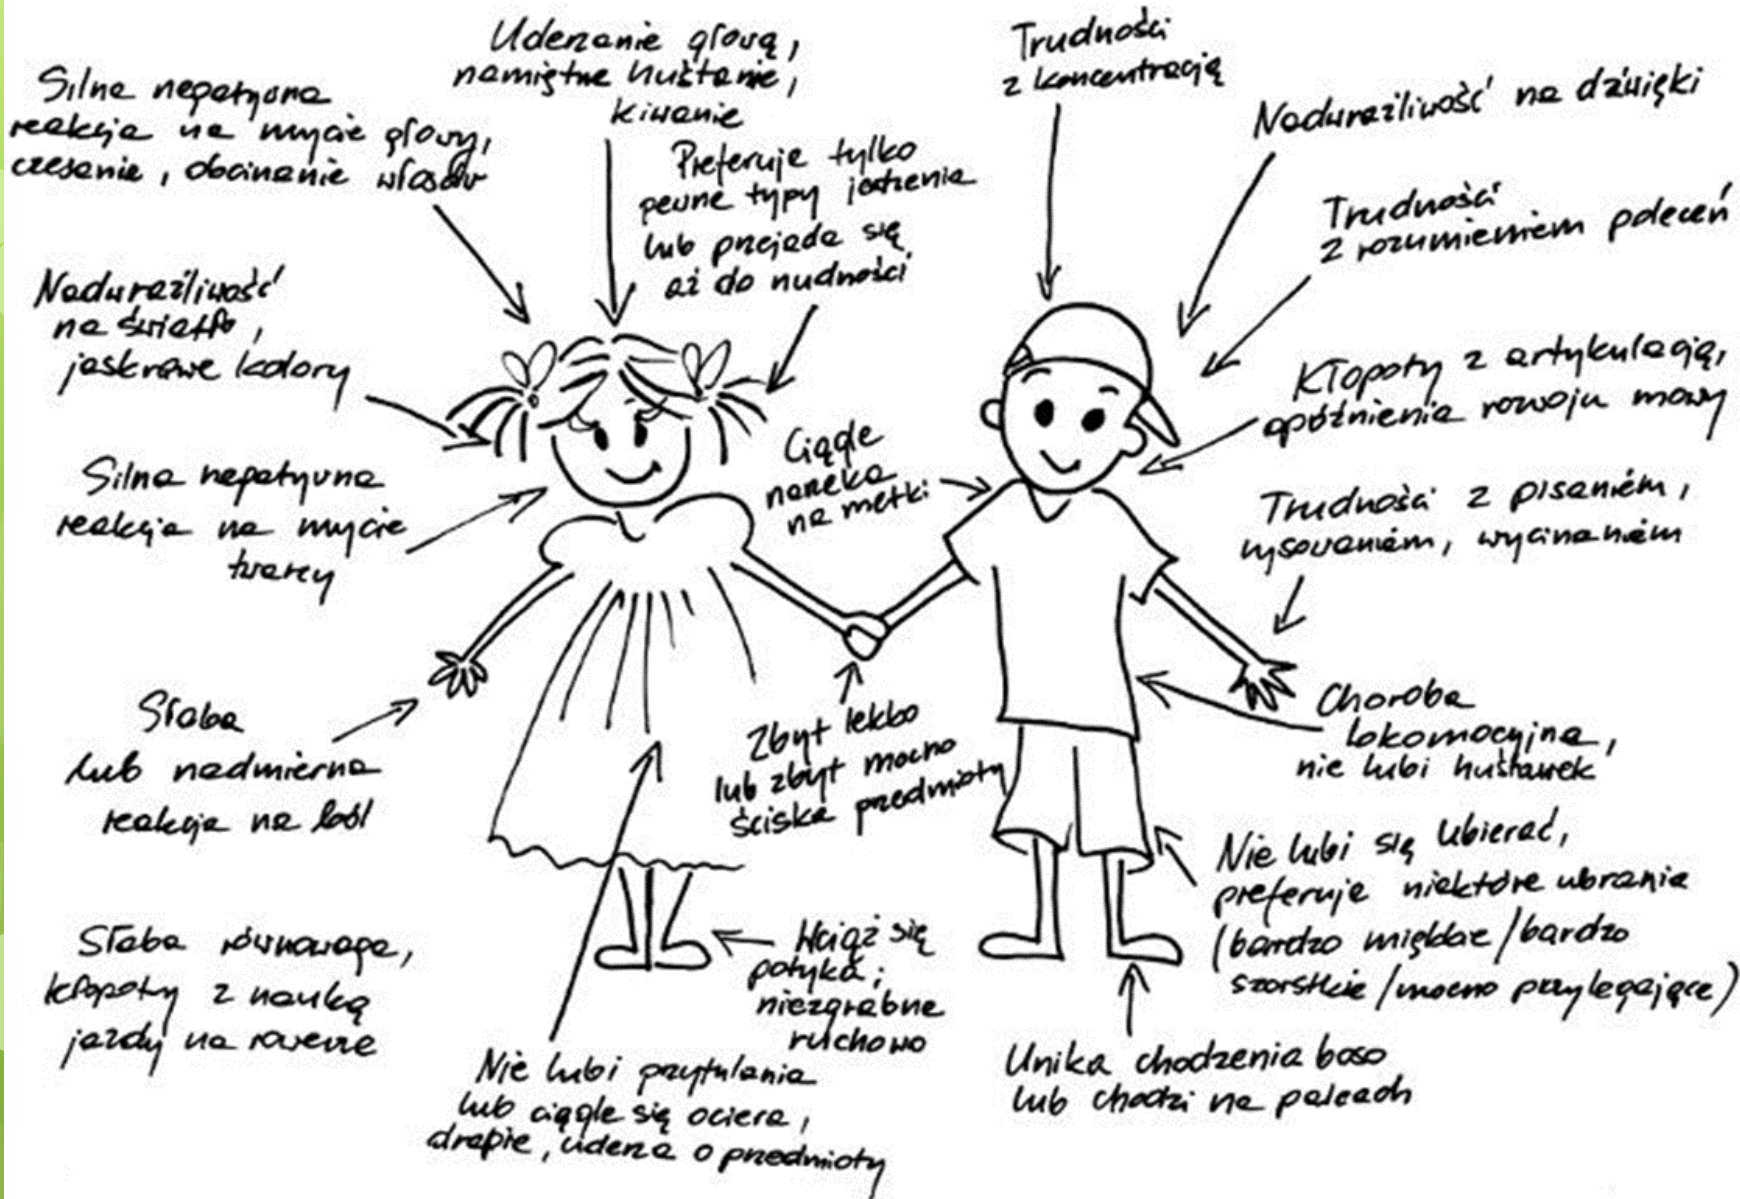 Silna negatywna
reakcja na mycie głowy,
czesanie, obcinanie włosów
Uderzanie głową,
namiętne huśtanie,
kiwanie
Preferuje tylko
pewne typy jedzenia
lub przejada się
aż do nudności
Trudności
z koncentracją
Nadwrażliwość na dźwięki
Trudności
z rozumieniem poleceń
Nadwrażliwość
na światło,
jaskrawe kolory
Kłopoty z artykulacją,
opóźnienia rozwoju mowy
Silna negatywna
reakcja na mycie
twarzy
Ciągle
narzeka
na metki
Trudności z pisaniem,
rysowaniem, wycinaniem
Słaba
lub nadmierna
reakcja na ból
Zbyt lekko
lub zbyt mocno
ściska przedmioty
Choroba
lokomocyjna,
nie lubi huśtawek
Nie lubi się ubierać,
preferuje niektóre ubrania
(bardzo miękkie/bardzo
szorstkie/mocno przylegające)
Słaba równowaga,
kłopoty z nauką
jazdy na rowerze
Wciąż się
potyka;
niezgrabne
ruchowo
Nie lubi przytulania
lub ciągle się ociera,
drapie, uderza o przedmioty
Unika chodzenia boso
lub chodzi na palcach